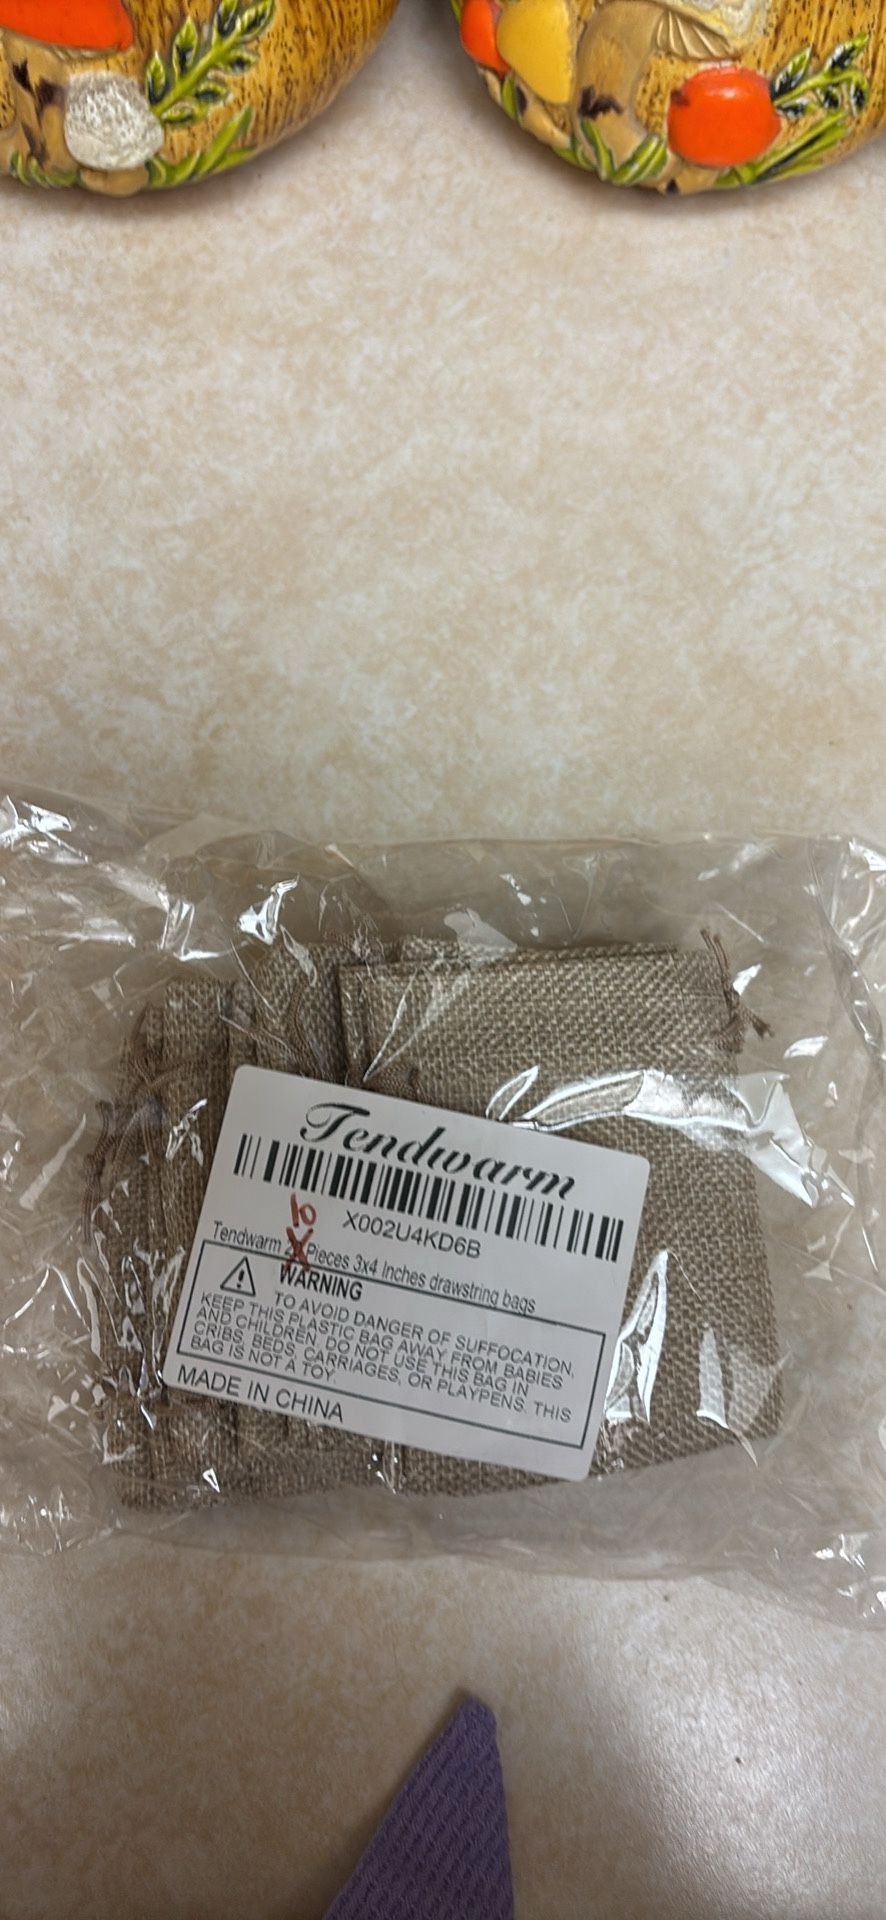 Tendwarm
X002U4KD6B
10
Tendwarm Pieces 3x4 Inches drawstring bags
WARNING
TO AVOID DANGER OF SUFFOCATION,
KEEP THIS PLASTIC BAG AWAY FROM BABIES
AND CHILDREN. DO NOT USE THIS BAG IN
CRIBS, BEDS, CARRIAGES, OR PLAYPENS. THIS
BAG IS NOT A TOY.
MADE IN CHINA